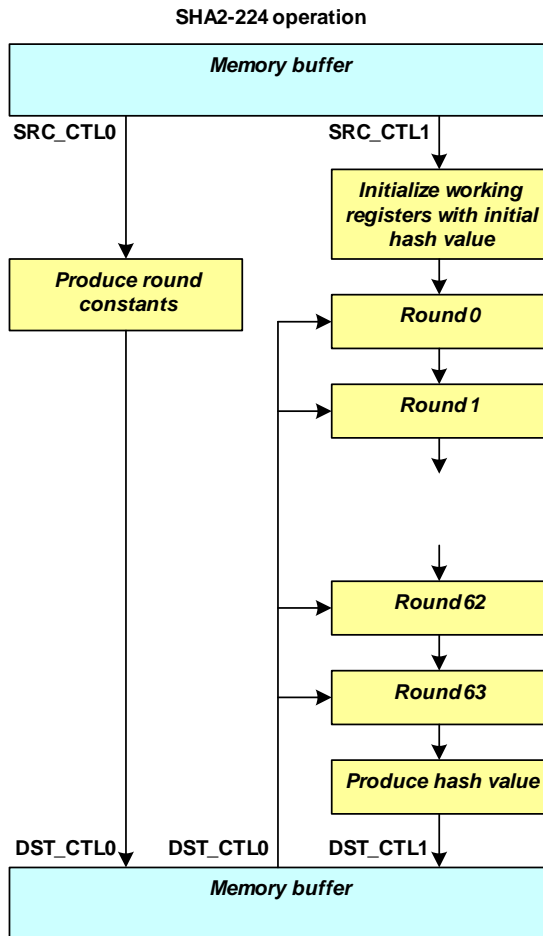 SHA2-224 operation
Memory buffer
SRC_CTL0
SRC_CTL1
Initialize working
registers with initial
hash value
Produce round
constants
Round 0
Round 1
Round 62
Round 63
Produce hash value
DST_CTL0
DST_CTL0
DST_CTL1
Memory buffer